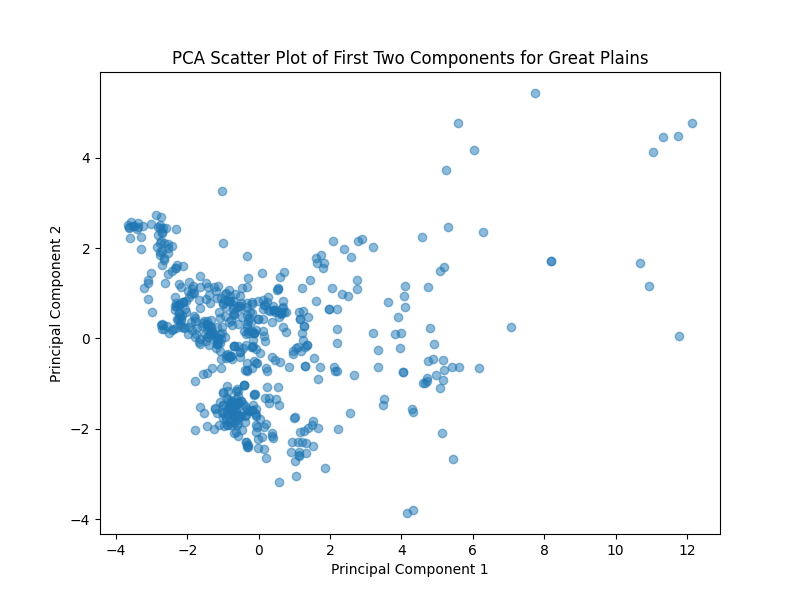 PCA Scatter Plot of First Two Components for Great Plains
4
2
0
−2
−4
Principal Component 2
−4 −2 0 2 4 6 8 10 12
Principal Component 1